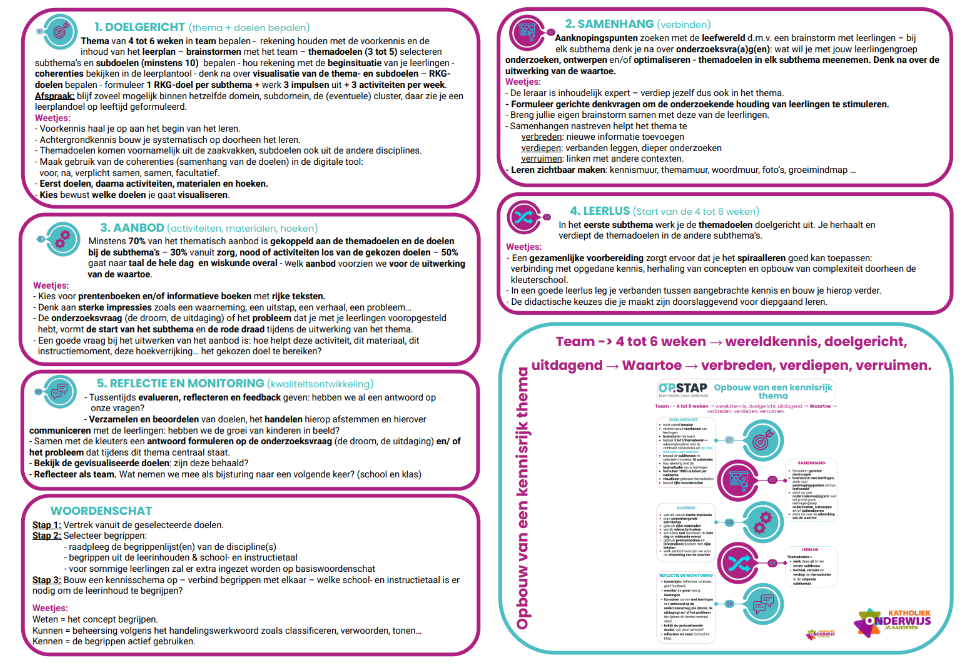 1. DOELGERICHT (thema + doelen bepalen)
Thema van 4 tot 6 weken in team bepalen - rekening houden met de voorkennis en de
inhoud van het leerplan – brainstormen met het team – themadoelen (3 tot 5) selecteren
subthema's en subdoelen (minstens 10) bepalen - hou rekening met de beginsituatie van je leerlingen -
coherenties bekijken in de leerplantool - denk na over visualisatie van de thema- en subdoelen – RKG-
doelen bepalen - formuleer 1 RKG-doel per subthema + werk 3 impulsen uit + 3 activiteiten per week.
Afspraak: blijf zoveel mogelijk binnen hetzelfde domein, subdomein, de (eventuele) cluster, daar zie je een
leerplandoel op leeftijd geformuleerd.
Weetjes:
- Voorkennis haal je op aan het begin van het leren.
- Achtergrondkennis bouw je systematisch op doorheen het leren.
- Themadoelen komen voornamelijk uit de zaakvakken, subdoelen ook uit de andere disciplines.
- Maak gebruik van de coherenties (samenhang van de doelen) in de digitale tool:
voor, na, verplicht samen, samen, facultatief.
- Eerst doelen, daarna activiteiten, materialen en hoeken.
- Kies bewust welke doelen je gaat visualiseren.
2. SAMENHANG (verbinden)
Aanknopingspunten zoeken met de leefwereld d.m.v. een brainstorm met leerlingen – bij
elk subthema denk je na over onderzoeksvra(a)g(en): wat wil je met jouw leerlingengroep
onderzoeken, ontwerpen en/of optimaliseren - themadoelen in elk subthema meenemen. Denk na over de
uitwerking van de waartoe.
Weetjes:
- De leraar is inhoudelijk expert – verdiep jezelf dus ook in het thema.
- Formuleer gerichte denkvragen om de onderzoekende houding van leerlingen te stimuleren.
- Breng jullie eigen brainstorm samen met deze van de leerlingen.
- Samenhangen nastreven helpt het thema te
verbreden: nieuwe informatie toevoegen
verdiepen: verbanden leggen, dieper onderzoeken
verruimen: linken met andere contexten.
- Leren zichtbaar maken: kennismuur, themamuur, woordmuur, foto's, groeimindmap ...
3. AANBOD (activiteiten, materialen, hoeken)
Minstens 70% van het thematisch aanbod is gekoppeld aan de themadoelen en de doelen
bij de subthema's – 30% vanuit zorg, nood of activiteiten los van de gekozen doelen – 50%
gaat naar taal de hele dag en wiskunde overal - welk aanbod voorzien we voor de uitwerking
van de waartoe.
Weetjes:
- Kies voor prentenboeken en/of informatieve boeken met rijke teksten.
- Denk aan sterke impressies zoals een waarneming, een uitstap, een verhaal, een probleem…
- De onderzoeksvraag (de droom, de uitdaging) of het probleem dat je met je leerlingen vooropgesteld
hebt, vormt de start van het subthema en de rode draad tijdens de uitwerking van het thema.
- Een goede vraag bij het uitwerken van het aanbod is: hoe helpt deze activiteit, dit materiaal, dit
instructiemoment, deze hoekverrijking… het gekozen doel te bereiken?
4. LEERLUS (Start van de 4 tot 6 weken)
In het eerste subthema werk je de themadoelen doelgericht uit. Je herhaalt en
verdiept de themadoelen in de andere subthema's.
Weetjes:
- Een gezamenlijke voorbereiding zorgt ervoor dat je het spiraalleren goed kan toepassen:
verbinding met opgedane kennis, herhaling van concepten en opbouw van complexiteit doorheen de
kleuterschool.
- In een goede leerlus leg je verbanden tussen aangebrachte kennis en bouw je hierop verder.
- De didactische keuzes die je maakt zijn doorslaggevend voor diepgaand leren.
5. REFLECTIE EN MONITORING (kwaliteitsontwikkeling)
- Tussentijds evalueren, reflecteren en feedback geven: hebben we al een antwoord op
onze vragen?
- Verzamelen en beoordelen van doelen, het handelen hierop afstemmen en hierover
communiceren met de leerlingen: hebben we de groei van kinderen in beeld?
- Samen met de kleuters een antwoord formuleren op de onderzoeksvraag (de droom, de uitdaging) en/ of
het probleem dat tijdens dit thema centraal staat.
- Bekijk de gevisualiseerde doelen: zijn deze behaald?
- Reflecteer als team. Wat nemen we mee als bijsturing naar een volgende keer? (school en klas)
WOORDENSCHAT
Stap 1: Vertrek vanuit de geselecteerde doelen.
Stap 2: Selecteer begrippen:
- raadpleeg de begrippenlijst(en) van de discipline(s)
- begrippen uit de leerinhouden & school- en instructietaal
- voor sommige leerlingen zal er extra ingezet worden op basiswoordenschat
Stap 3: Bouw een kennisschema op – verbind begrippen met elkaar – welke school- en instructietaal is er
nodig om de leerinhoud te begrijpen?
Weetjes:
Weten = het concept begrijpen.
Kunnen = beheersing volgens het handelingswerkwoord zoals classificeren, verwoorden, tonen…
Kennen = de begrippen actief gebruiken.
Opbouw van een kennisrijk thema
Team -> 4 tot 6 weken → wereldkennis, doelgericht,
uitdagend → Waartoe → verbreden, verdiepen, verruimen.
OP.STAP
Opbouw van een kennisrijk
thema
Team -> 4 tot 6 weken → wereldkennis, doelgericht, uitdagend → Waartoe →
verbreden, verdiepen, verruimen.
DOELGERICHT
SAMENHANG
AANBOD
LEERLUS
REFLECTIE EN MONITORING
KATHOLIEK
ONDERWIJS
VLAANDEREN